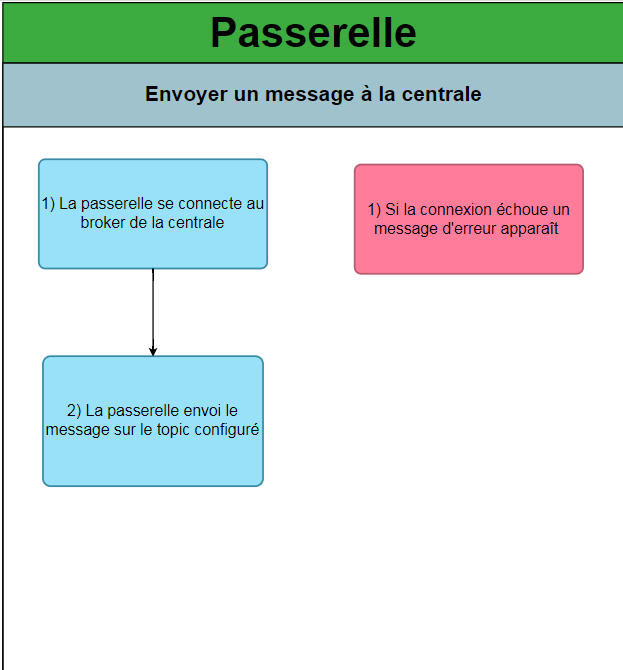 Passerelle
Envoyer un message à la centrale
1) La passerelle se connecte au
broker de la centrale
1) Si la connexion échoue un
message d'erreur apparaît
2) La passerelle envoi le
message sur le topic configuré